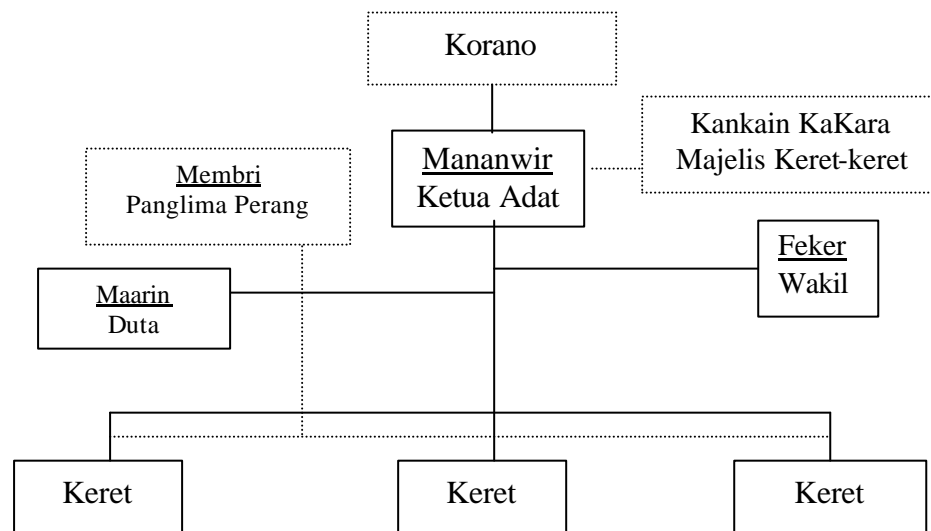 Korano
Kankain KaKara
Majelis Keret-keret
Mananwir
Ketua Adat
Membri
Panglima Perang
Feker
Wakil
Maarin
Duta
Keret
Keret
Keret